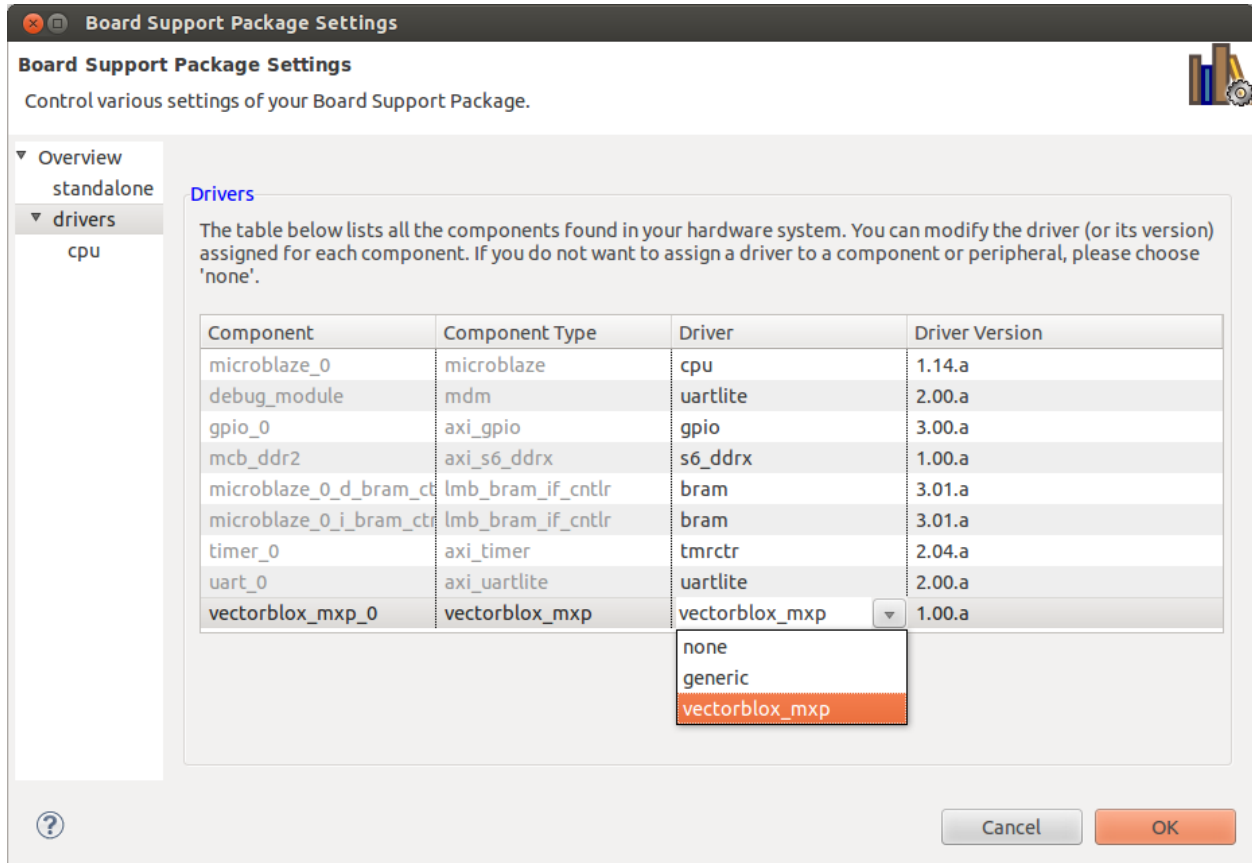 Board Support Package Settings
Board Support Package Settings
Control various settings of your Board Support Package.
Overview
standalone
drivers
cpu
Drivers
The table below lists all the components found in your hardware system. You can modify the driver (or its version)
assigned for each component. If you do not want to assign a driver to a component or peripheral, please choose
'none'.
Component Component Type Driver Driver Version
microblaze_0 microblaze cpu 1.14.a
debug_module mdm uartlite 2.00.a
gpio_0 axi_gpio gpio 3.00.a
mcb_ddr2 axi_s6_ddrx s6_ddrx 1.00.a
microblaze_0_d_bram_ct lmb_bram_if_cntlr bram 3.01.a
microblaze_0_i_bram_ctr lmb_bram_if_cntlr bram 3.01.a
timer_0 axi_timer tmrctr 2.04.a
uart_0 axi_uartlite uartlite 2.00.a
vectorblox_mxp_0 vectorblox_mxp vectorblox_mxp 1.00.a
none
generic
vectorblox_mxp
? Cancel OK